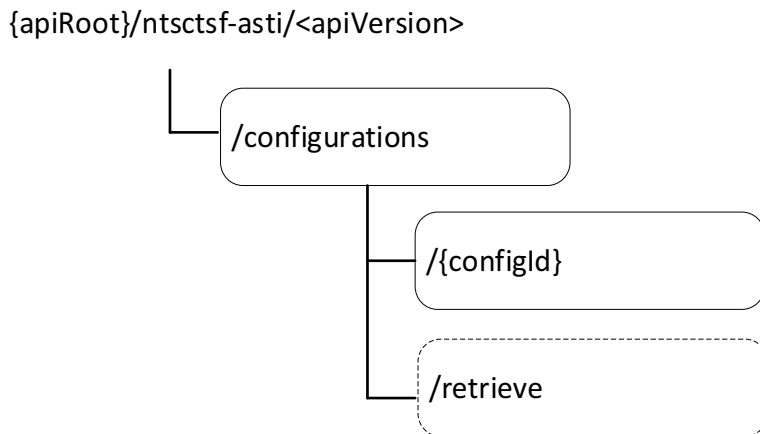 {apiRoot}/ntsctsf-asti/<apiVersion>
/configurations
/{configId}
/retrieve